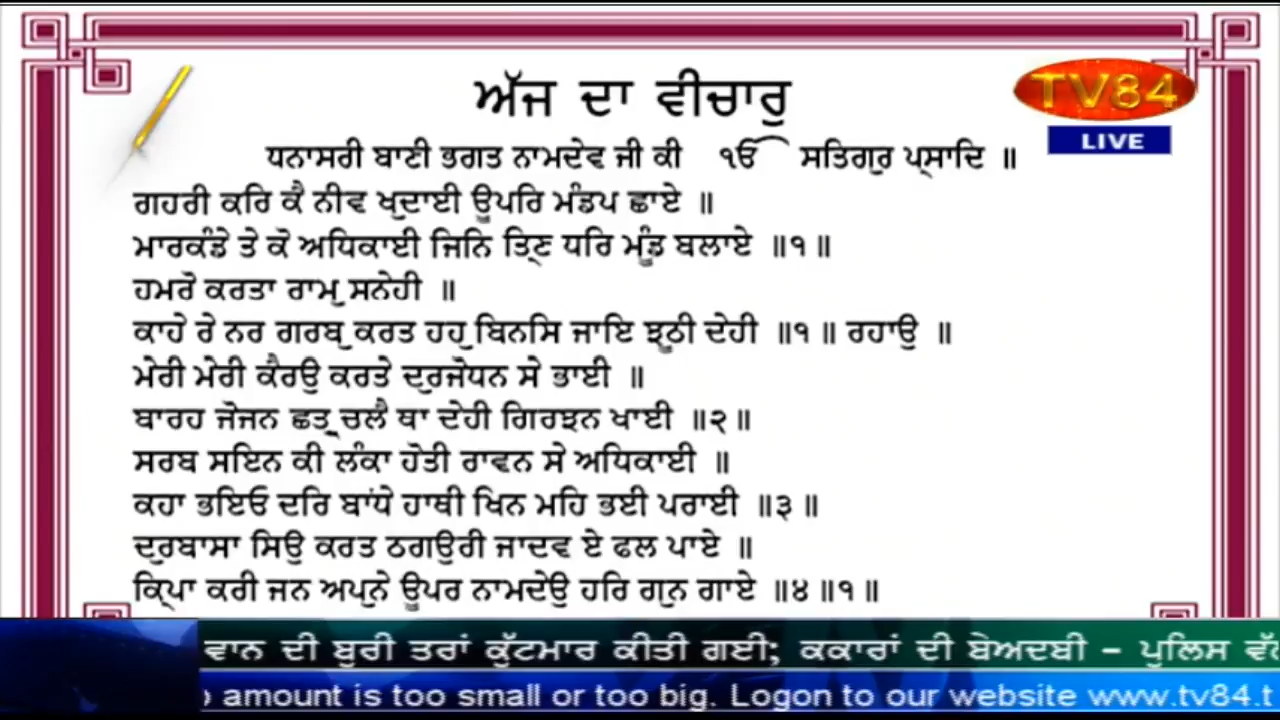 ਅੱਜ ਦਾ ਵੀਚਾਰੁ
TV84
LIVE
ਧਨਾਸਰੀ ਬਾਣੀ ਭਗਤ ਨਾਮਦੇਵ ਜੀ ਕੀ ੴ ਸਤਿਗੁਰ ਪ੍ਰਸਾਦਿ ॥
ਗਹਰੀ ਕਰਿ ਕੈ ਨੀਵ ਖੁਦਾਈ ਊਪਰਿ ਮੰਡਪ ਛਾਏ ॥
ਮਾਰਕੰਡੇ ਤੇ ਕੋ ਅਧਿਕਾਈ ਜਿਨਿ ਤ੍ਰਿਣ ਧਰਿ ਮੂੰਡ ਬਲਾਏ ॥੧॥
ਹਮਰੋ ਕਰਤਾ ਰਾਮੁ ਸਨੇਹੀ ॥
ਕਾਹੇ ਰੇ ਨਰ ਗਰਬੁ ਕਰਤ ਹਹੁ ਬਿਨਸਿ ਜਾਇ ਝੂਠੀ ਦੇਹੀ ॥੧॥ ਰਹਾਉ ॥
ਮੇਰੀ ਮੇਰੀ ਕੈਰਉ ਕਰਤੇ ਦੁਰਜੋਧਨ ਸੇ ਭਾਈ ॥
ਬਾਰਹ ਜੋਜਨ ਛਤ੍ਰੁ ਚਲੈ ਥਾ ਦੇਹੀ ਗਿਰਝਨ ਖਾਈ ॥੨॥
ਸਰਬ ਸਇਨ ਕੀ ਲੰਕਾ ਹੋਤੀ ਰਾਵਨ ਸੇ ਅਧਿਕਾਈ ॥
ਕਹਾ ਭਇਓ ਦਰਿ ਬਾਂਧੇ ਹਾਥੀ ਖਿਨ ਮਹਿ ਭਈ ਪਰਾਈ ॥੩॥
ਦੁਰਬਾਸਾ ਸਿਉ ਕਰਤ ਠਗਉਰੀ ਜਾਦਵ ਏ ਫਲ ਪਾਏ ॥
ਕ੍ਰਿਪਾ ਕਰੀ ਜਨ ਅਪੁਨੇ ਊਪਰ ਨਾਮਦੇਉ ਹਰਿ ਗੁਨ ਗਾਏ ॥੪॥੧॥
ਵਾਨ ਦੀ ਬੁਰੀ ਤਰਾਂ ਕੁੱਟਮਾਰ ਕੀਤੀ ਗਈ; ਕਕਾਰਾਂ ਦੀ ਬੇਅਦਬੀ – ਪੁਲਿਸ
amount is too small or too big. Logon to our website www.tv84.t